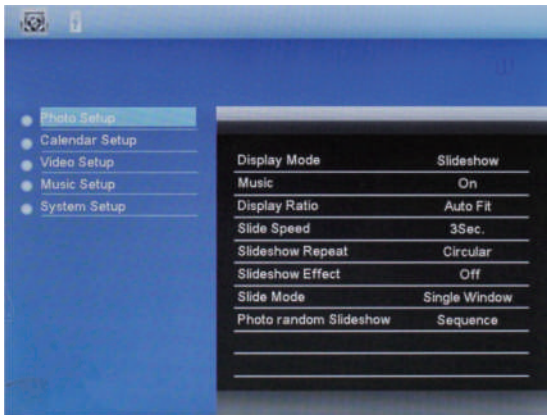 Photo Setup
Calendar Setup
Video Setup
Music Setup
System Setup
Display Mode Slideshow
Music On
Display Ratio Auto Fit
Slide Speed 3Sec.
Slideshow Repeat Circular
Slideshow Effect Off
Slide Mode Single Window
Photo random Slideshow Sequence